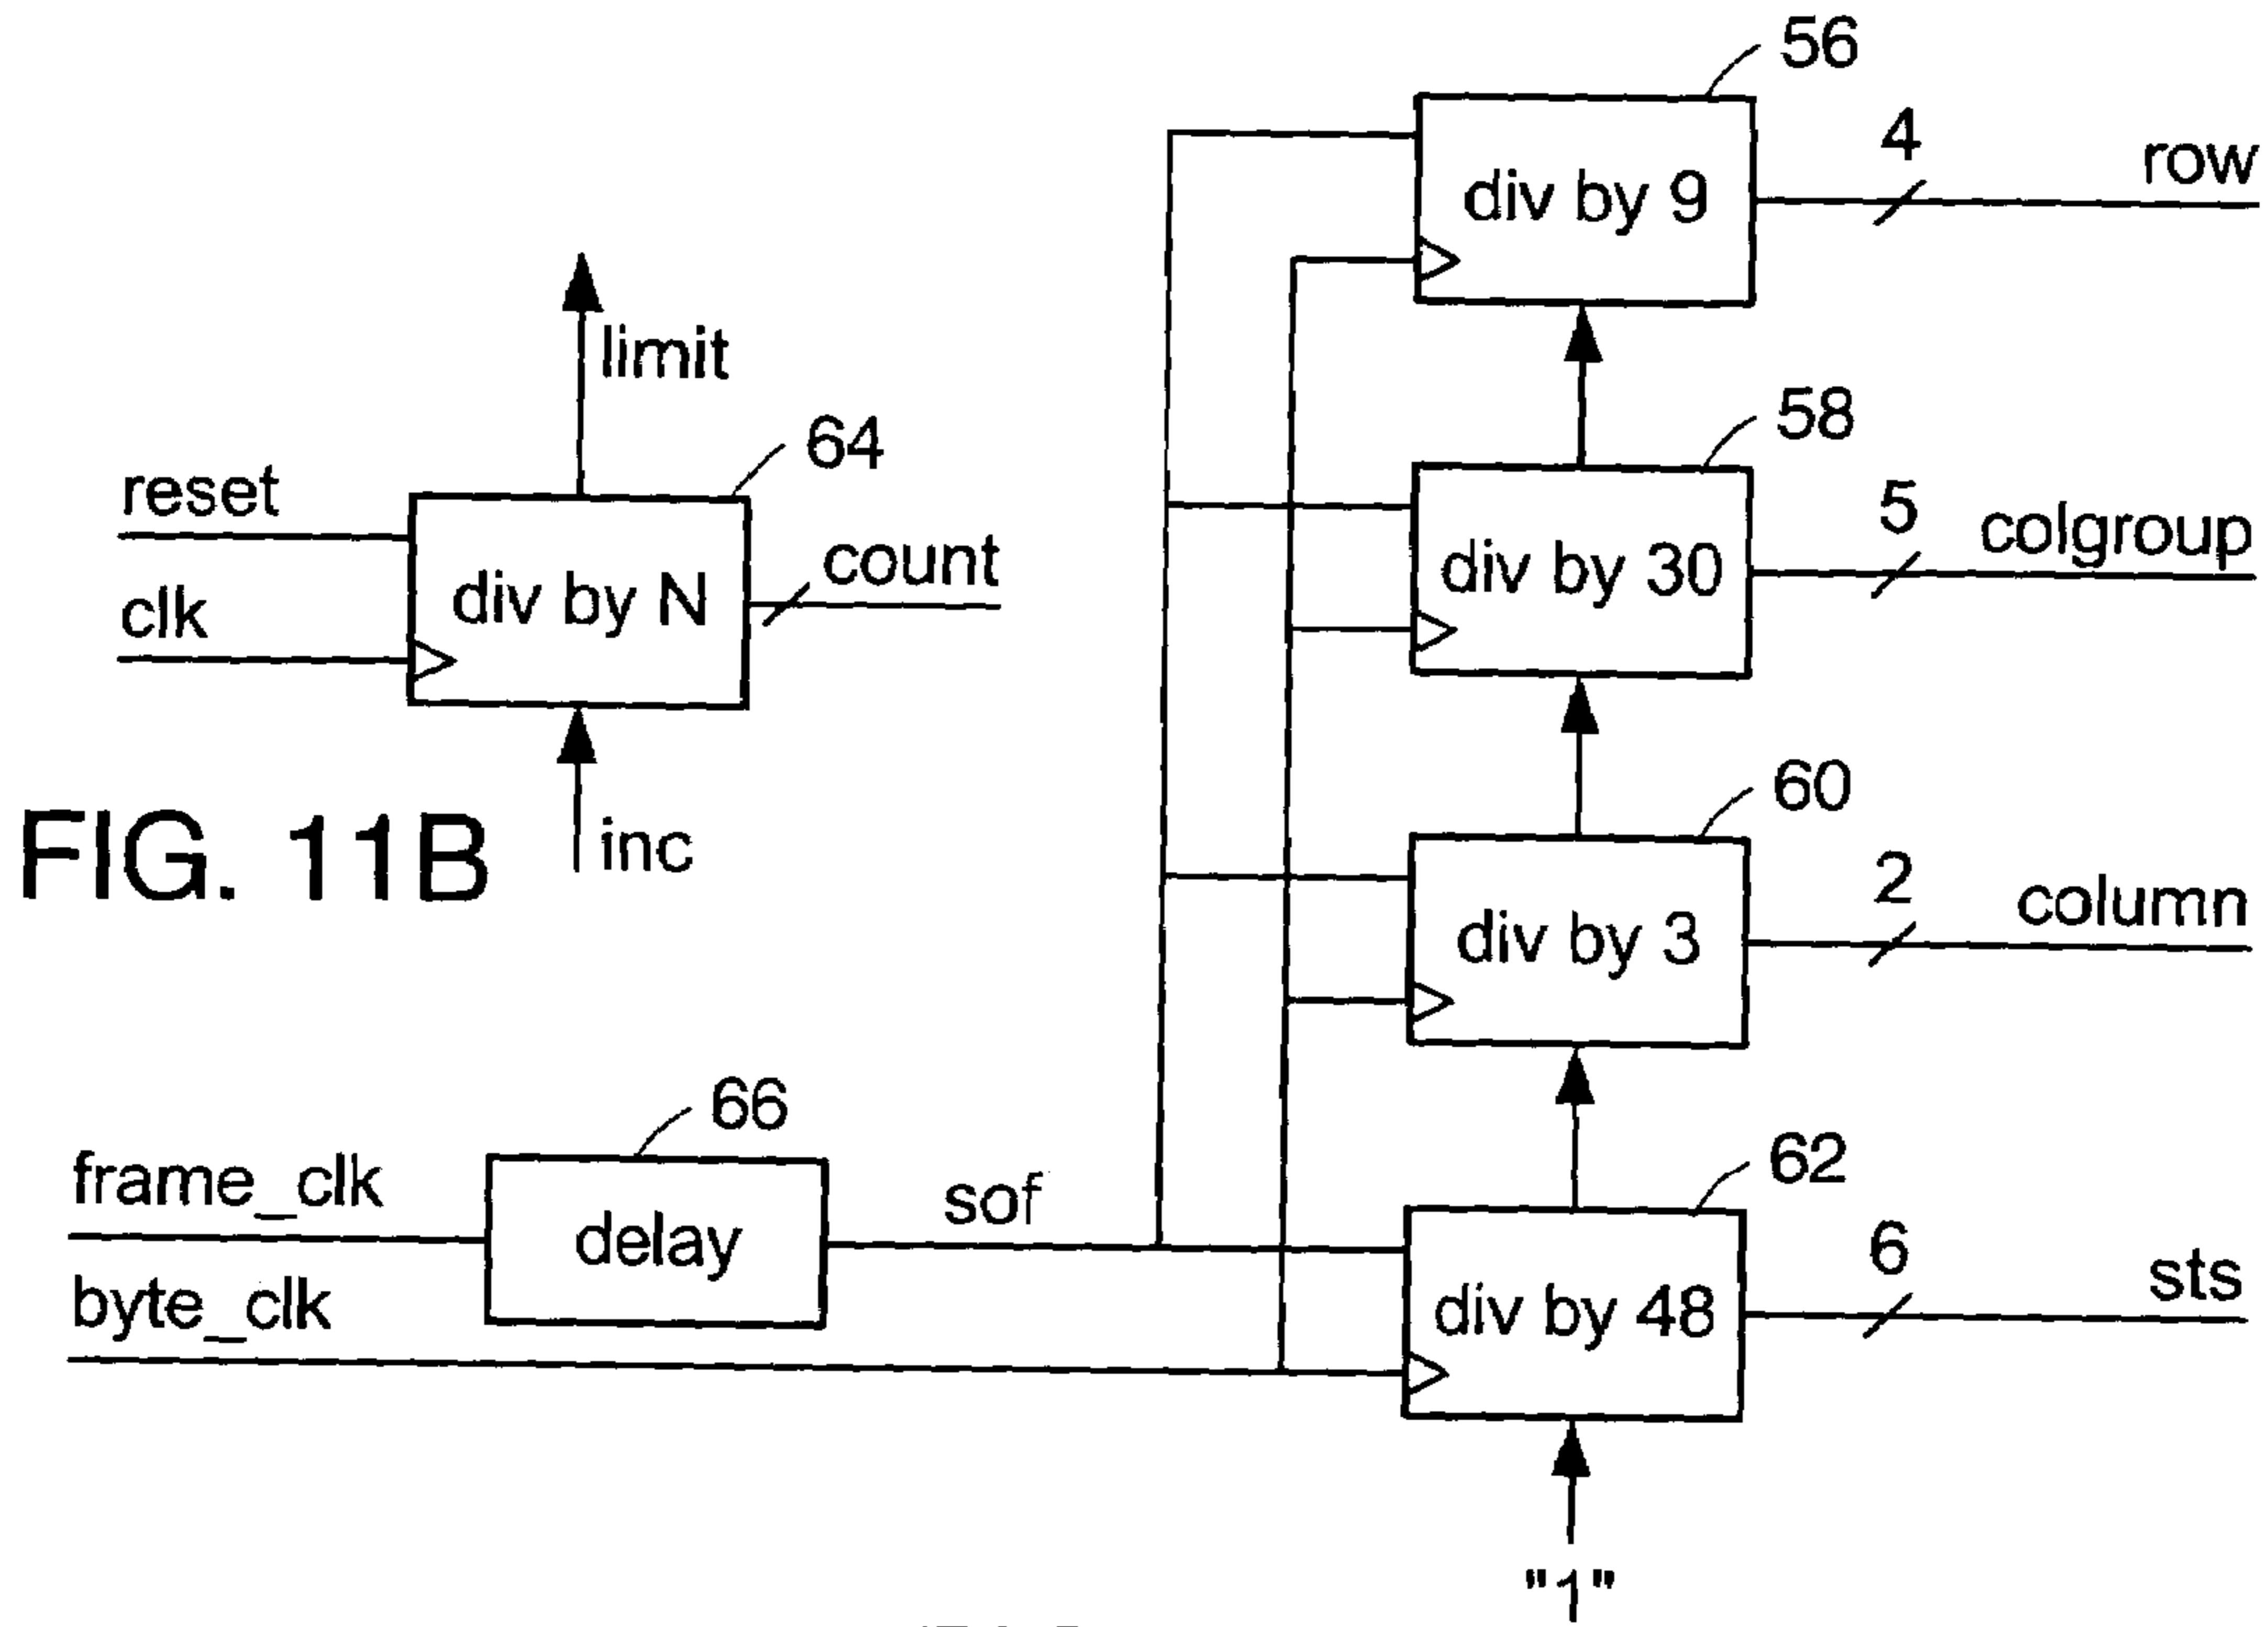 56
4
row
div by 9
limit
58
64
reset
5
colgroup
count
div by 30
div by N
clk
60
FIG. 11B
inc
2
column
div by 3
66
frame_clk
62
sof
6
delay
sts
byte_clk
div by 48
"1"